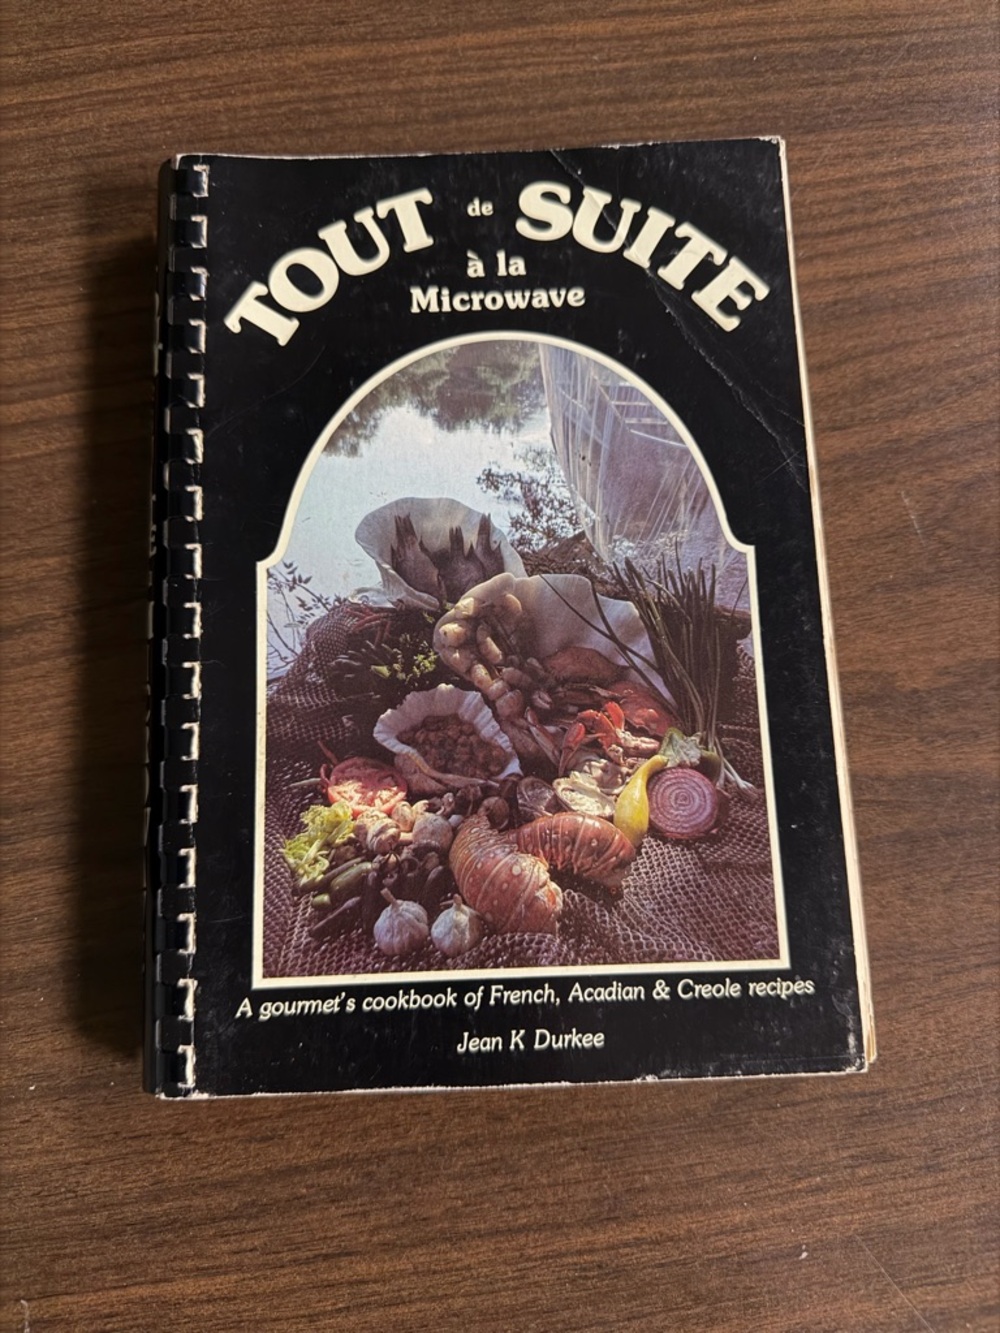 TOUT de SUITE
à la
Microwave
A gourmet's cookbook of French, Acadian & Creole recipes
Jean K Durkee